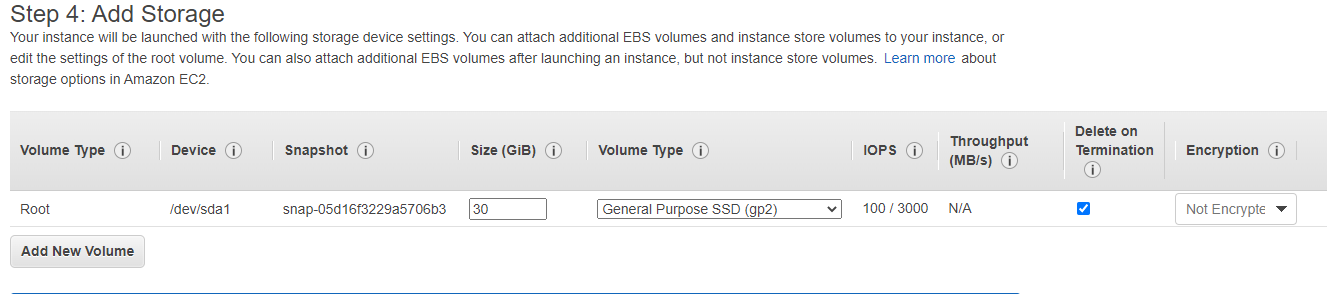 Step 4: Add Storage
Your instance will be launched with the following storage device settings. You can attach additional EBS volumes and instance store volumes to your instance, or
edit the settings of the root volume. You can also attach additional EBS volumes after launching an instance, but not instance store volumes. Learn more about
storage options in Amazon EC2.
Volume Type i Device i Snapshot i Size (GiB) i Volume Type i IOPS i Throughput (MB/s) i Delete on Termination i Encryption i
Root /dev/sda1 snap-05d16f3229a5706b3 30 General Purpose SSD (gp2) 100 / 3000 N/A Not Encrypte
Add New Volume